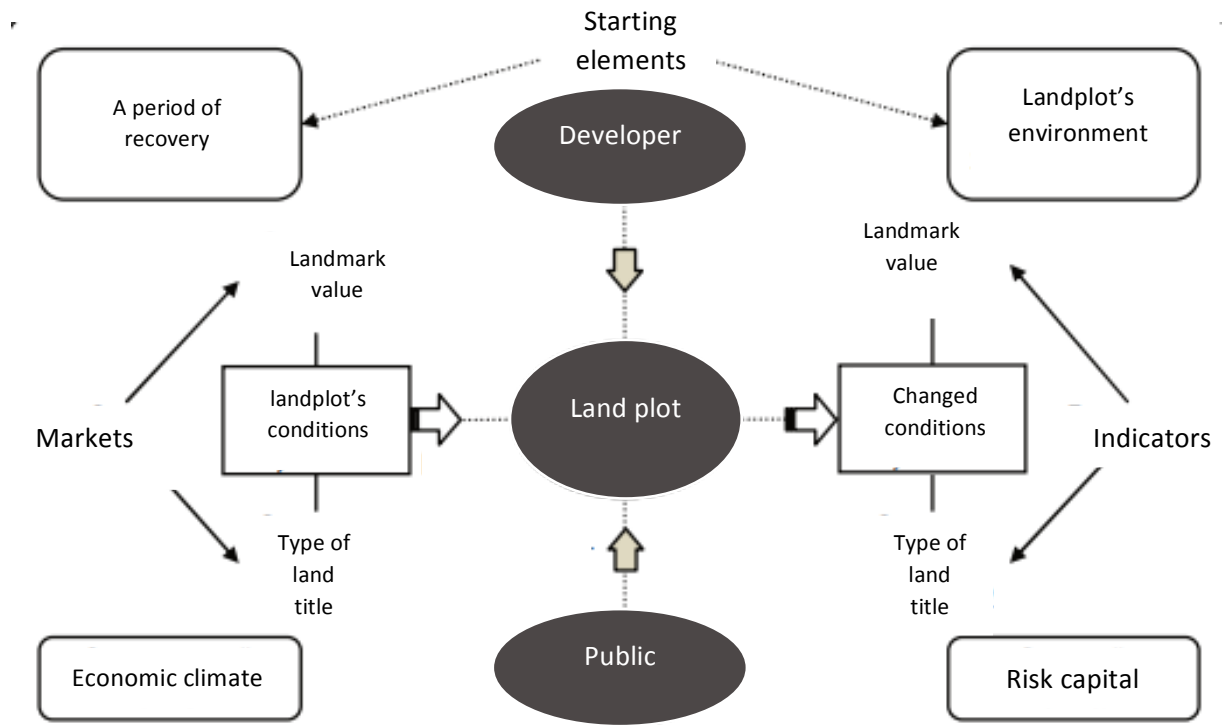 Starting
elements
A period of
recovery
Developer
Landplot’s
environment
Landmark
value
Landmark
value
Markets
landplot’s
conditions
Land plot
Changed
conditions
Indicators
Type of
land
title
Type of
land
title
Economic climate
Public
Risk capital